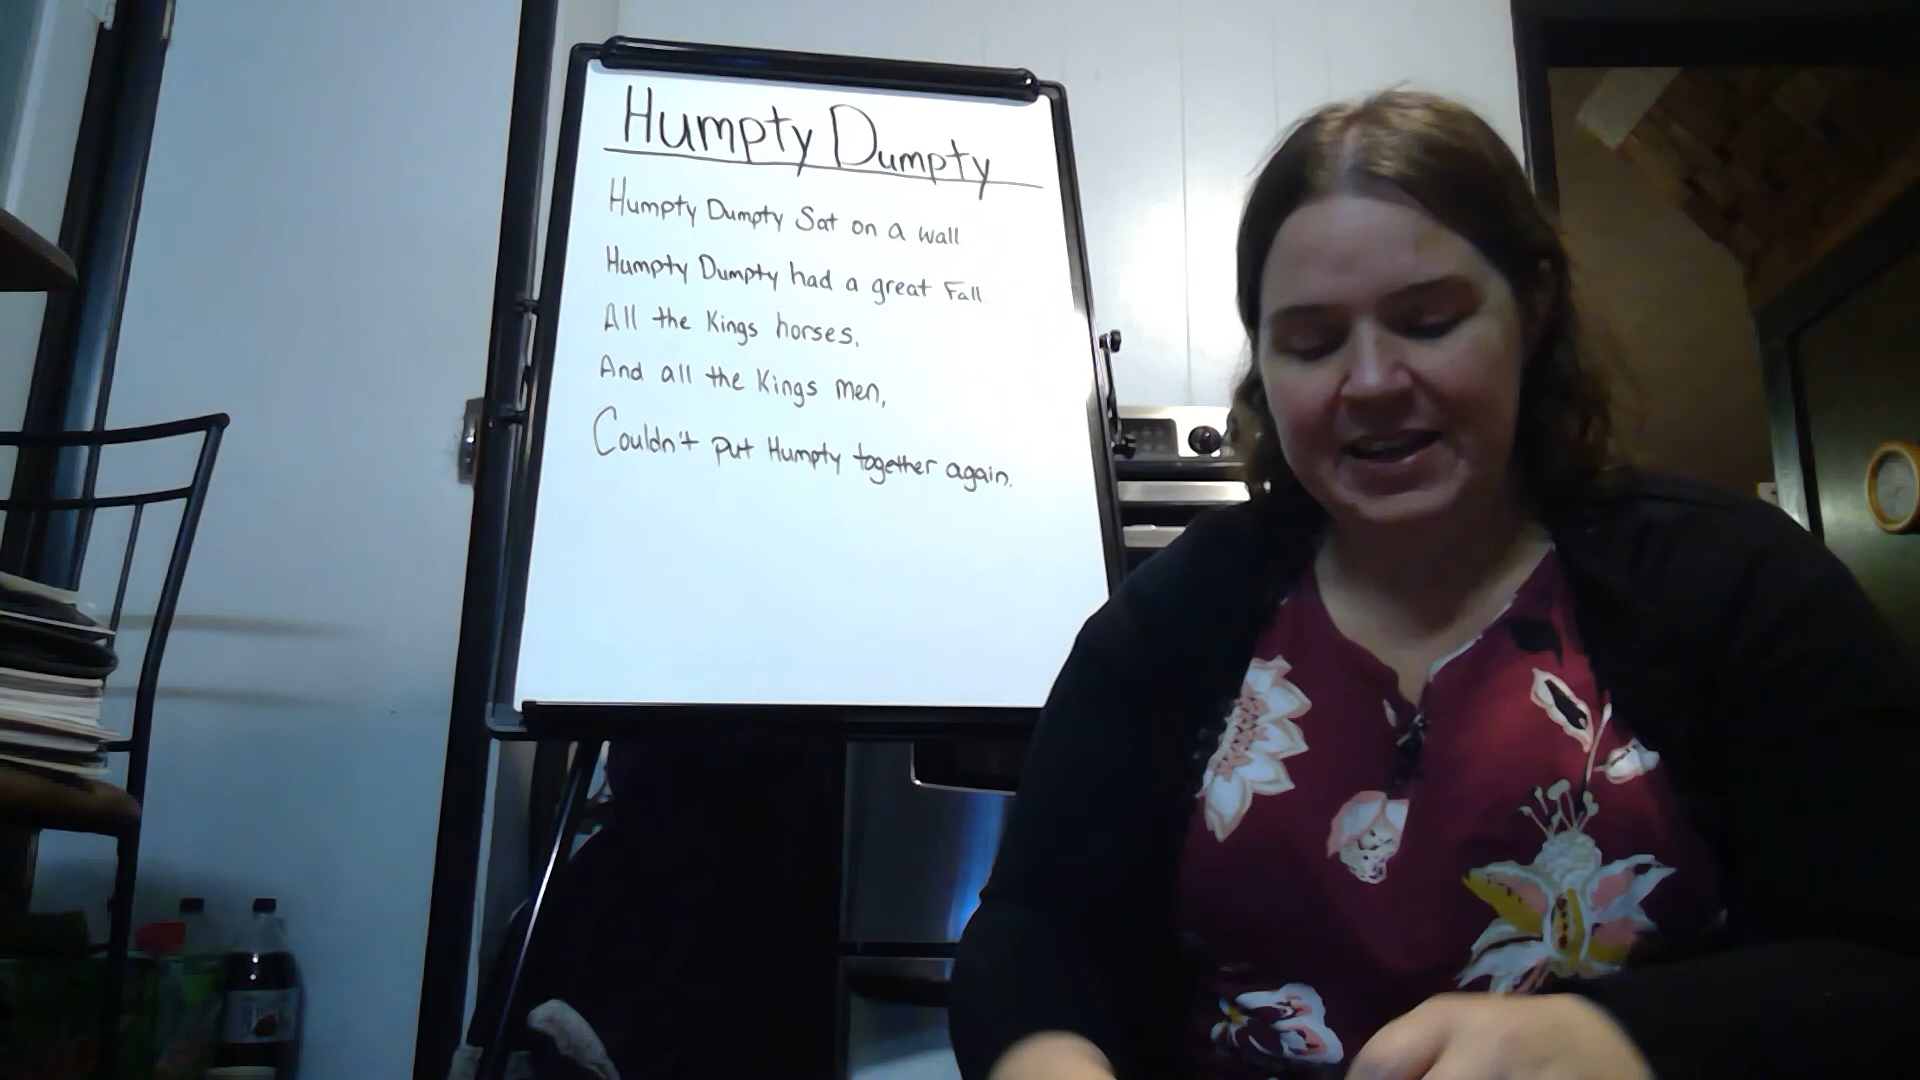 Humpty Dumpty
Humpty Dumpty Sat on a wall
Humpty Dumpty had a great Fall
All the Kings horses,
And all the Kings men,
Couldn't put Humpty together again.